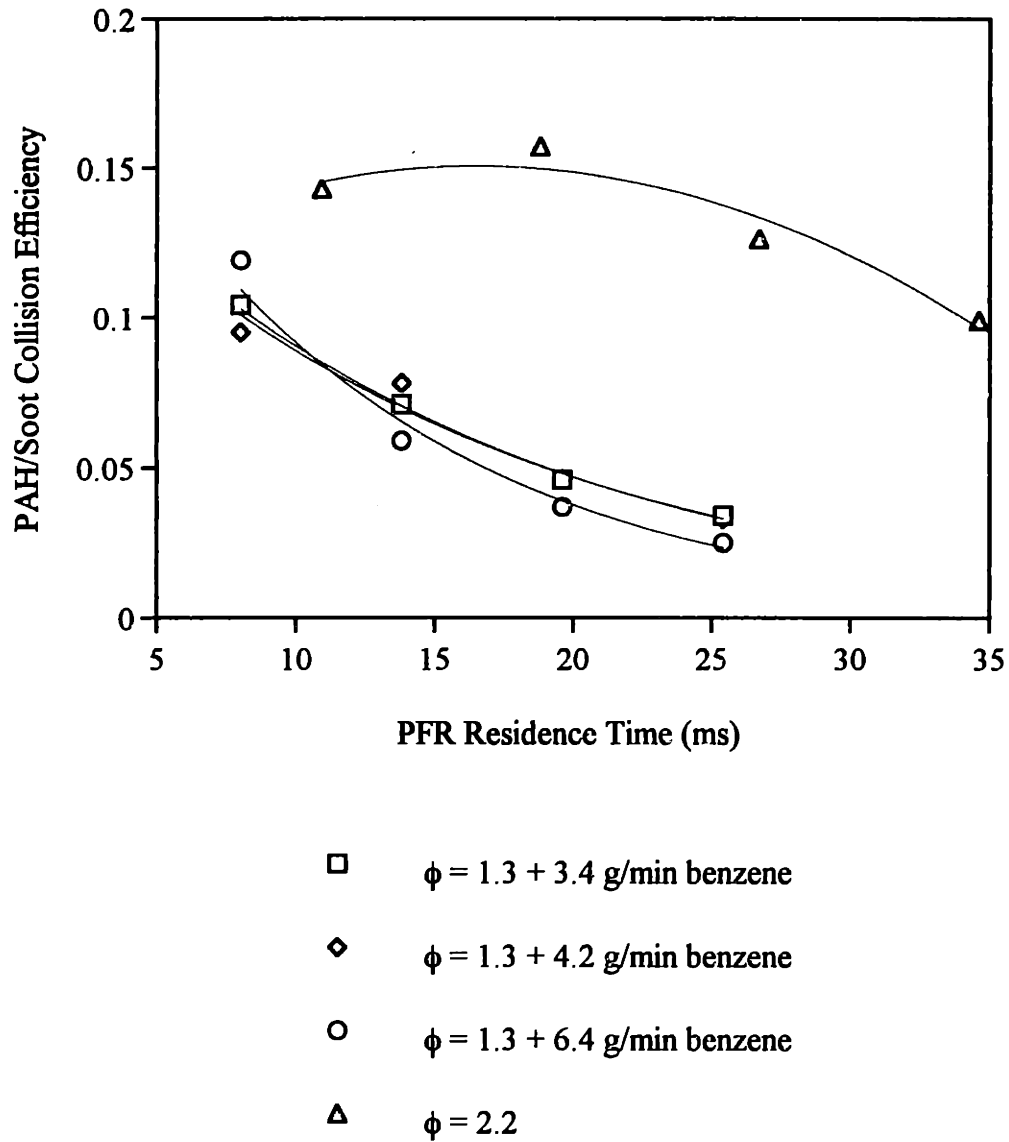 0.2
0.15
0.1
0.05
0
PAH/Soot Collision Efficiency
5 10 15 20 25 30 35
PFR Residence Time (ms)
ϕ = 1.3 + 3.4 g/min benzene
ϕ = 1.3 + 4.2 g/min benzene
ϕ = 1.3 + 6.4 g/min benzene
ϕ = 2.2